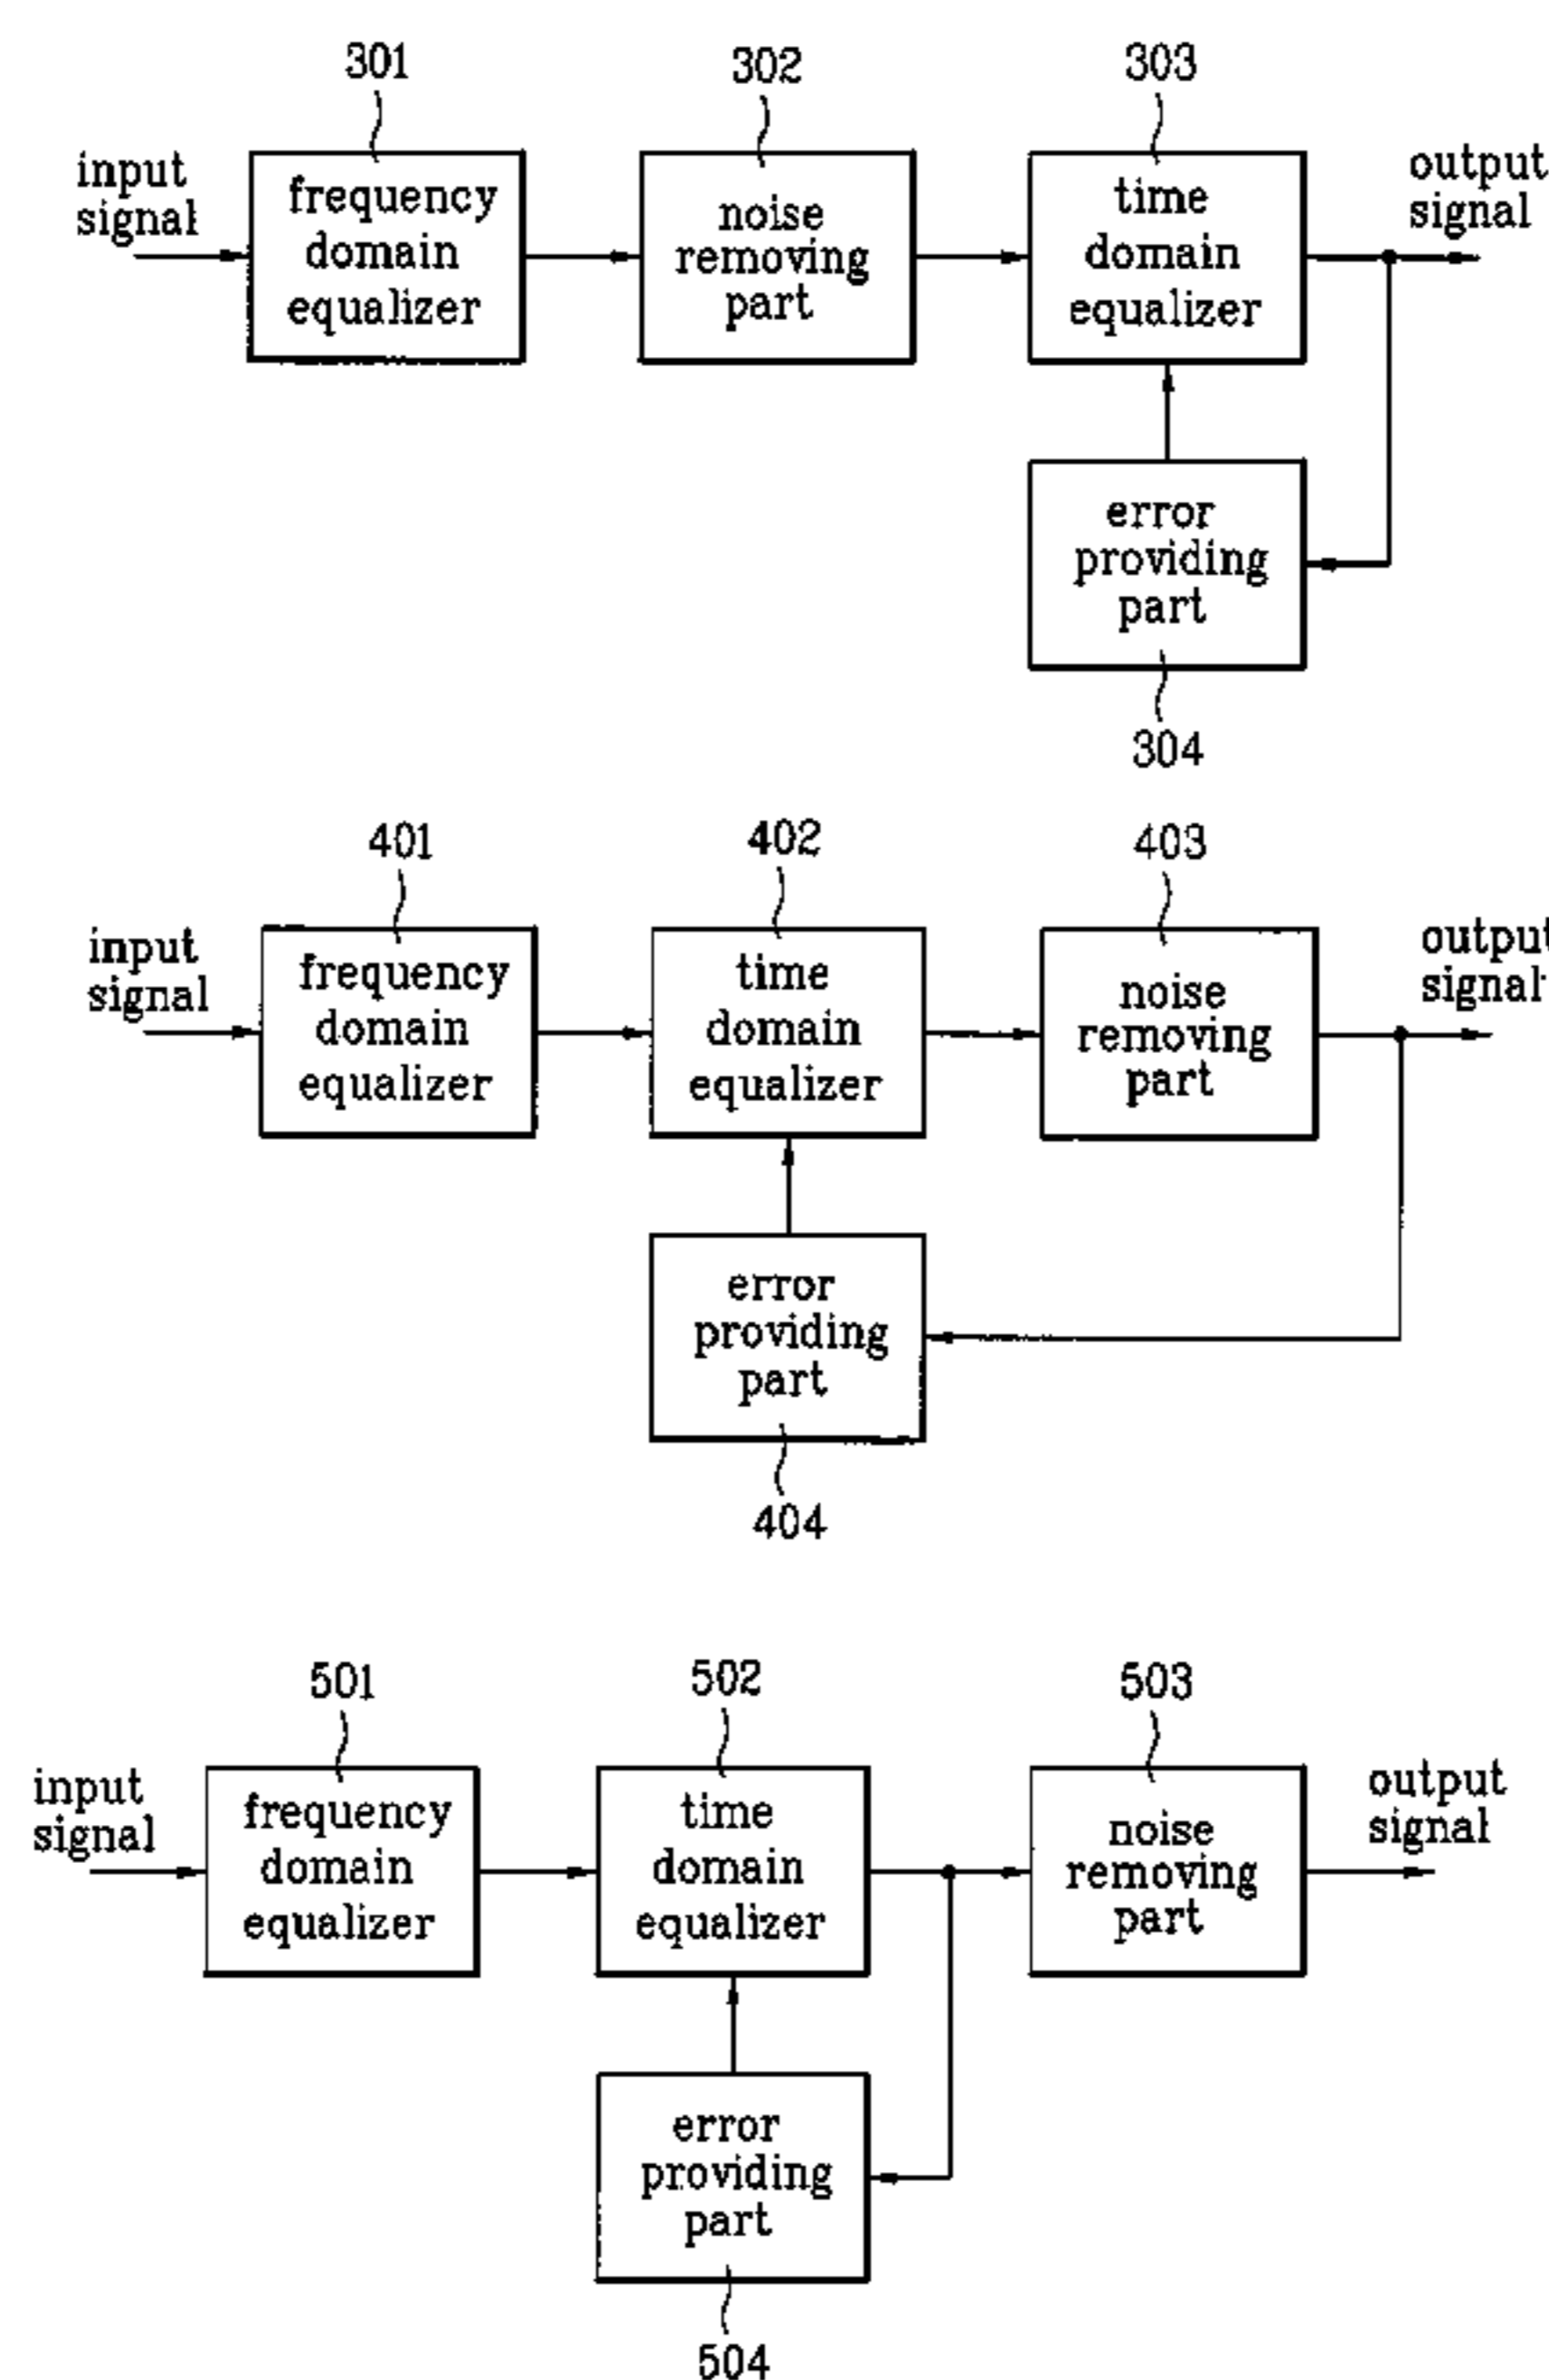 301
302
303
input
signal
frequency
domain
equalizer
noise
removing
part
time
domain
equalizer
output
signal
error
providing
part
304
401
402
403
input
signal
frequency
domain
equalizer
time
domain
equalizer
noise
removing
part
output
signal
error
providing
part
404
501
502
503
input
signal
frequency
domain
equalizer
time
domain
equalizer
noise
removing
part
output
signal
error
providing
part
504